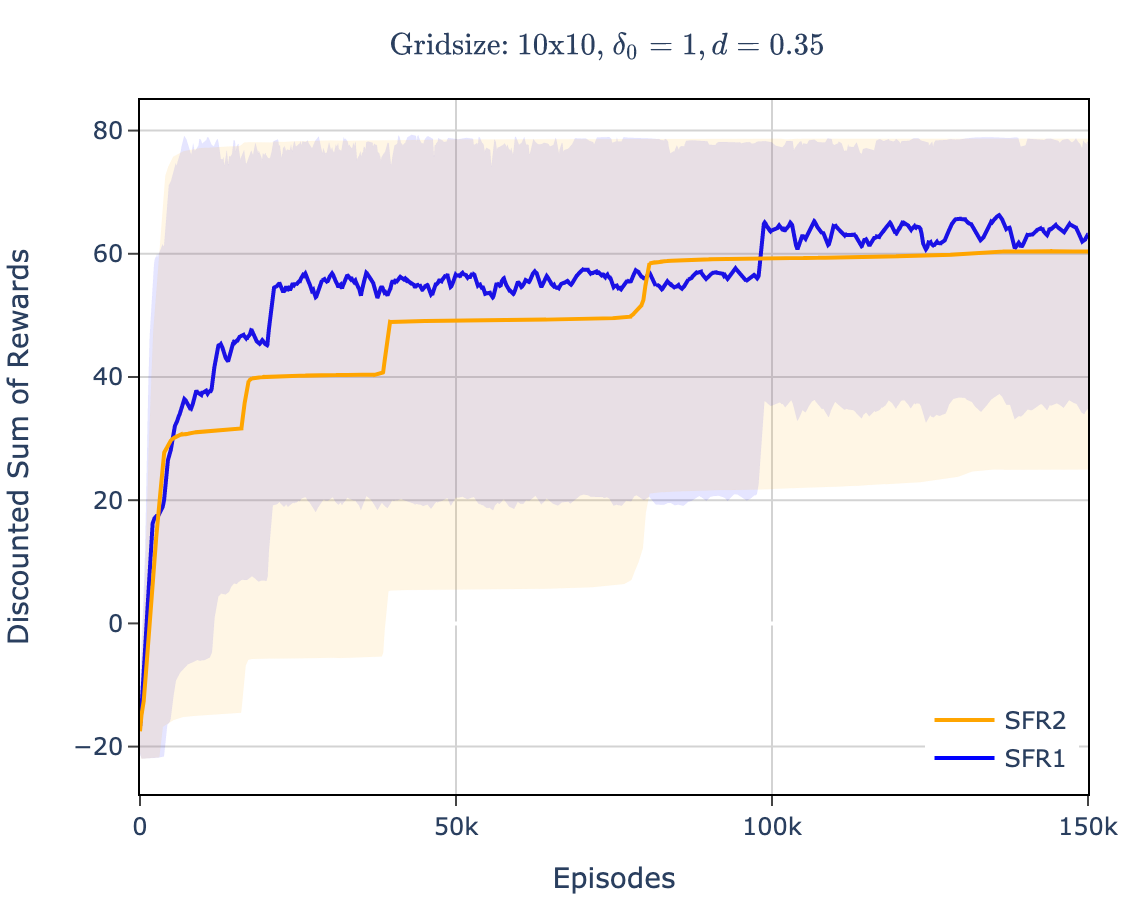 Gridsize: 10x10, δ₀ = 1, d = 0.35
80
60
40
20
0
−20
Discounted Sum of Rewards
SFR2
SFR1
0
50k
100k
150k
Episodes